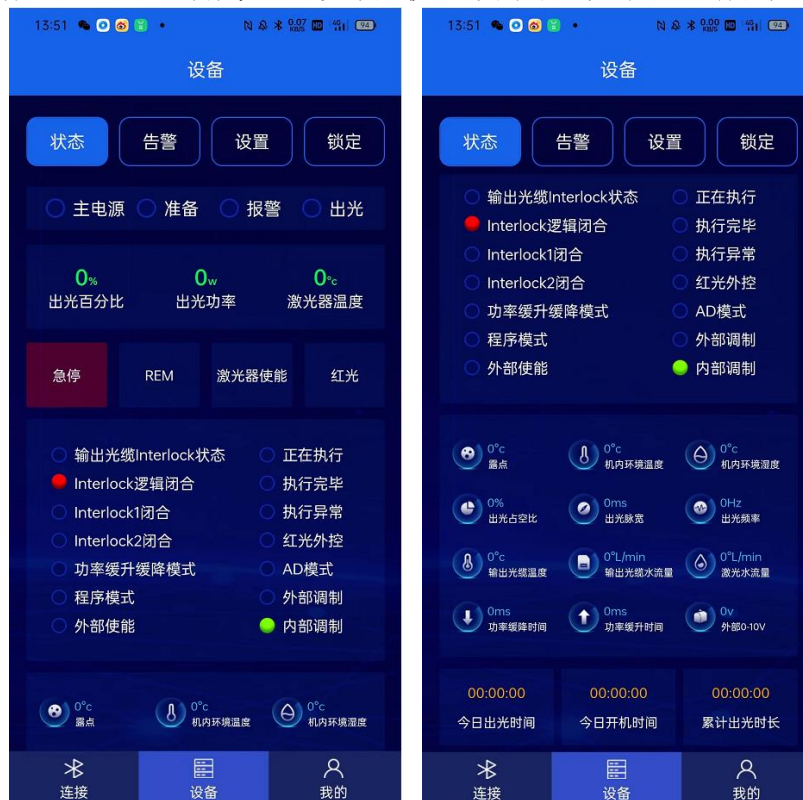 13:51 0.07 KB/S HD 4G 94
设备
状态 告警 设置 锁定
主电源 准备 报警 出光
0% 0w 0°c
出光百分比 出光功率 激光器温度
急停 REM 激光器使能 红光
输出光缆Interlock状态 正在执行
Interlock逻辑闭合 执行完毕
Interlock1闭合 执行异常
Interlock2闭合 红光外控
功率缓升缓降模式 AD模式
程序模式 外部调制
外部使能 内部调制
0°c 0°c 0°c
露点 机内环境温度 机内环境湿度
连接 设备 我的
13:51 0.00 KB/S HD 4G 94
设备
状态 告警 设置 锁定
输出光缆Interlock状态 正在执行
Interlock逻辑闭合 执行完毕
Interlock1闭合 执行异常
Interlock2闭合 红光外控
功率缓升缓降模式 AD模式
程序模式 外部调制
外部使能 内部调制
0°c 0°c 0°c
露点 机内环境温度 机内环境湿度
0% 0ms 0Hz
出光占空比 出光脉宽 出光频率
0°c 0°L/min 0°L/min
输出光缆温度 输出光缆水流量 激光水流量
0ms 0ms 0v
功率缓降时间 功率缓升时间 外部0-10V
00:00:00 00:00:00 00:00:00
今日出光时间 今日开机时间 累计出光时长
连接 设备 我的